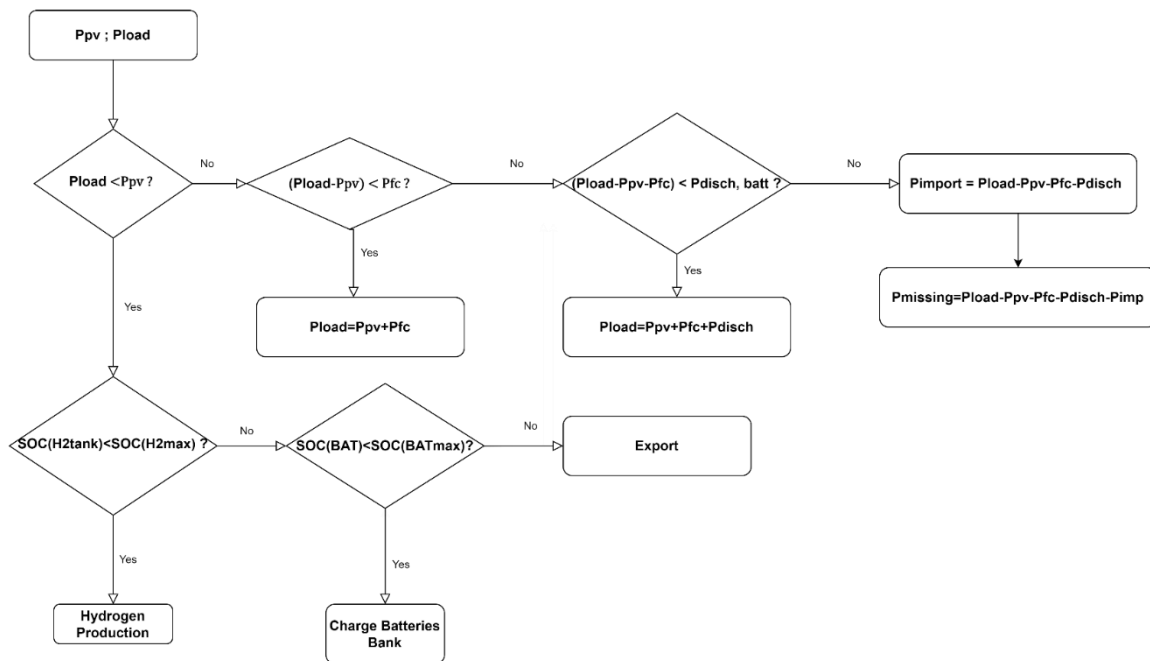 Ppv ; Pload
Pload <Ppv ?
No
(Pload-Ppv) < Pfc ?
No
(Pload-Ppv-Pfc) < Pdisch, batt ?
No
Pimport = Pload-Ppv-Pfc-Pdisch
Yes
Yes
Pmissing=Pload-Ppv-Pfc-Pdisch-Pimp
Yes
Pload=Ppv+Pfc
Pload=Ppv+Pfc+Pdisch
SOC(H2tank)<SOC(H2max) ?
No
SOC(BAT)<SOC(BATmax)?
No
Export
Yes
Yes
Hydrogen
Production
Charge Batteries
Bank